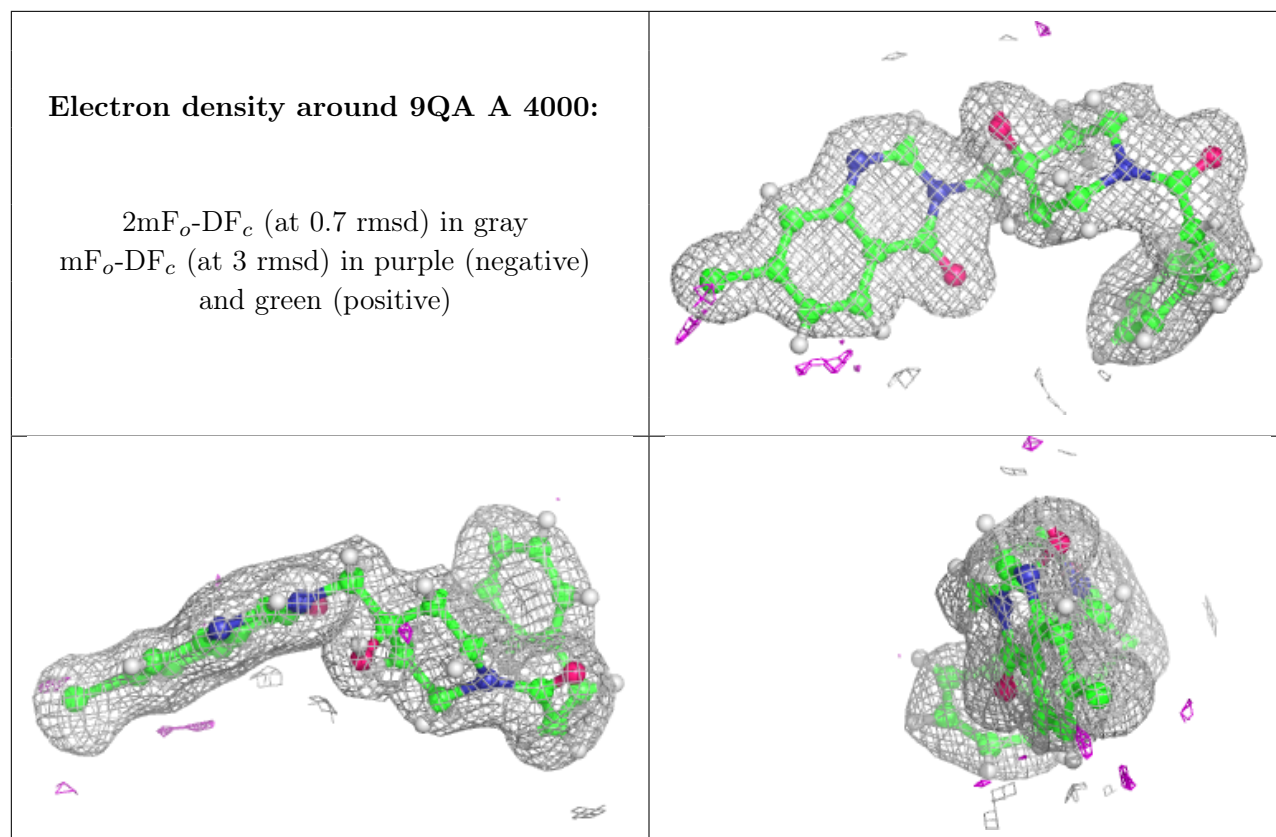 Electron density around 9QA A 4000:
2mFo-DFc (at 0.7 rmsd) in gray
mFo-DFc (at 3 rmsd) in purple (negative)
and green (positive)